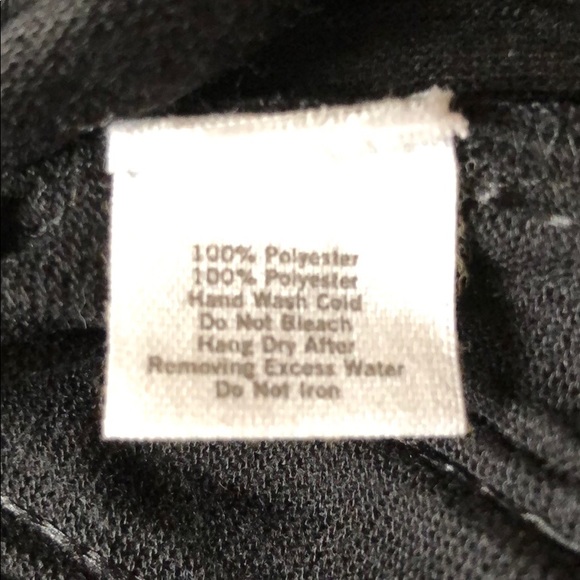 100% Polyester
100% Polyester
Hand Wash Cold
Do Not Bleach
Hang Dry After
Removing Excess Water
Do Not Iron